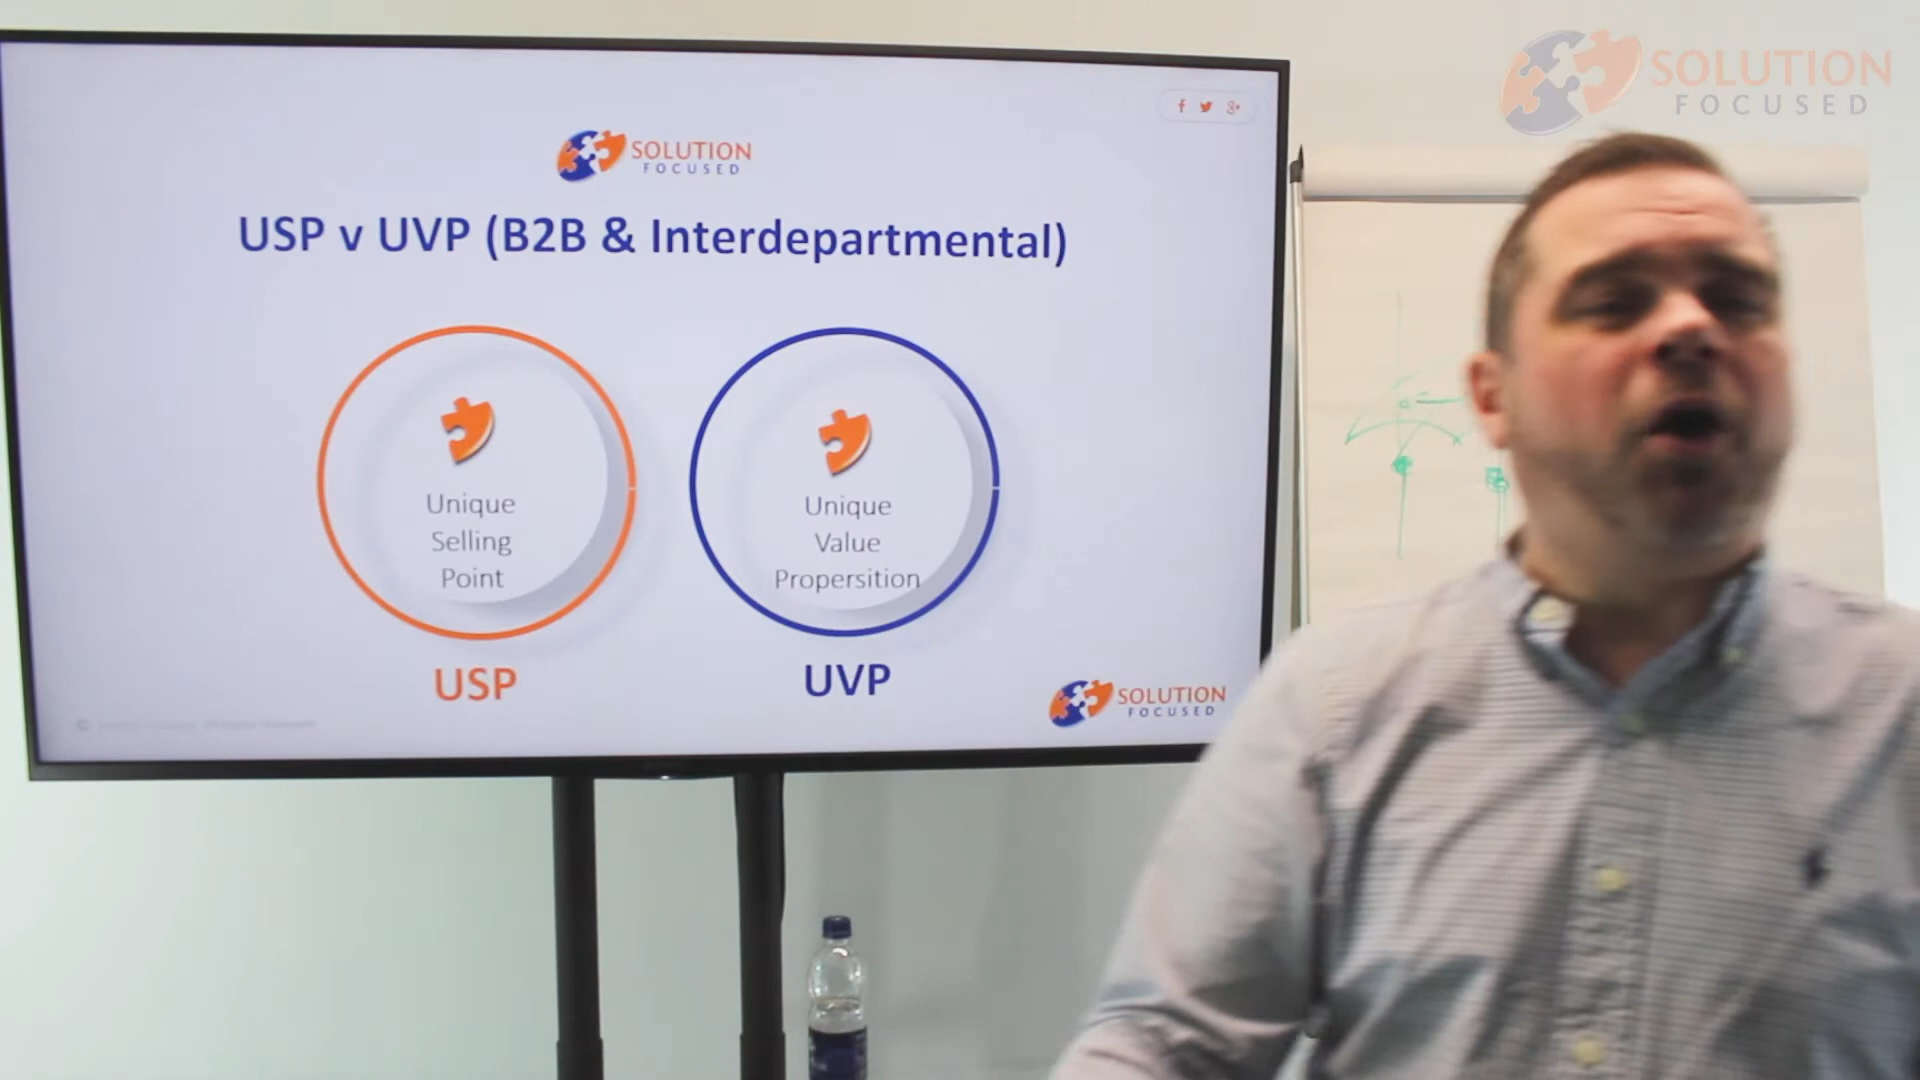 SOLUTION
FOCUSED
f
SOLUTION
FOCUSED
USP v UVP (B2B & Interdepartmental)
Unique
Selling
Point
USP
Unique
Value
Propersition
UVP
SOLUTION
FOCUSED